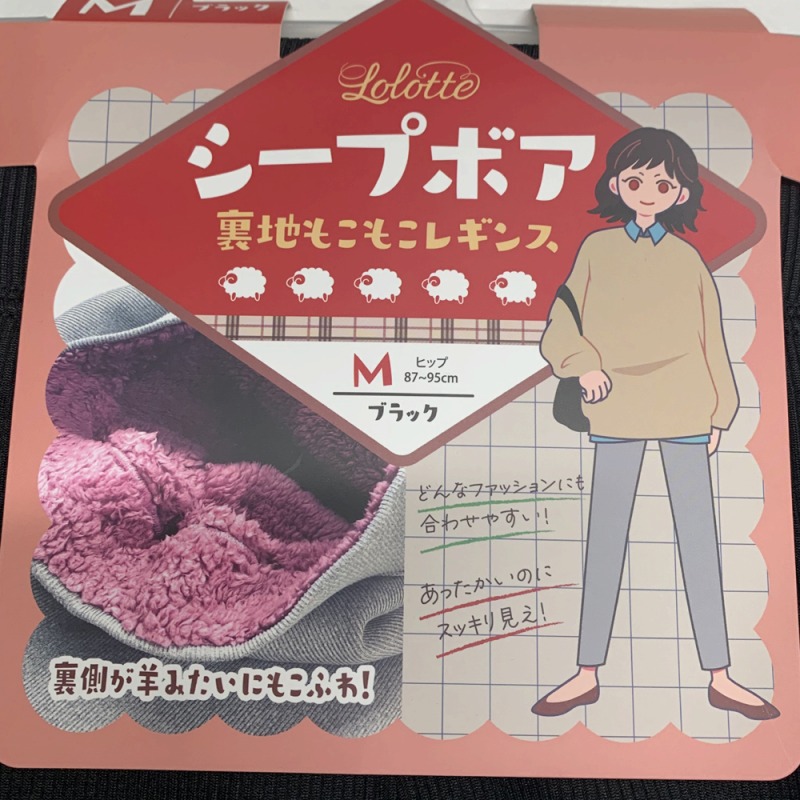 M ブラック
Lolotte
シープボア
裏地もこもこレギンス
M ヒップ
87~95cm
ブラック
どんなファッションにも
合わせやすい!
あったかいのに
スッキリ見え!
裏側が羊みたいにもこふわ!